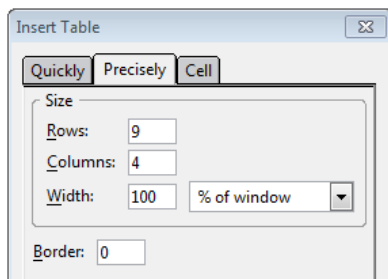 Insert Table
Quickly Precisely Cell
Size
Rows: 9
Columns: 4
Width: 100 % of window
Border: 0